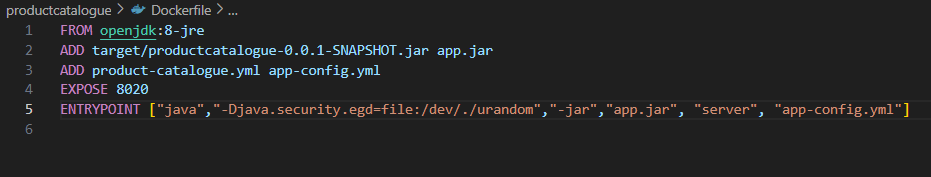 productcatalogue > Dockerfile > ...
1 FROM openjdk:8-jre
2 ADD target/productcatalogue-0.0.1-SNAPSHOT.jar app.jar
3 ADD product-catalogue.yml app-config.yml
4 EXPOSE 8020
5 ENTRYPOINT ["java","-Djava.security.egd=file:/dev/./urandom","-jar","app.jar", "server", "app-config.yml"]
6